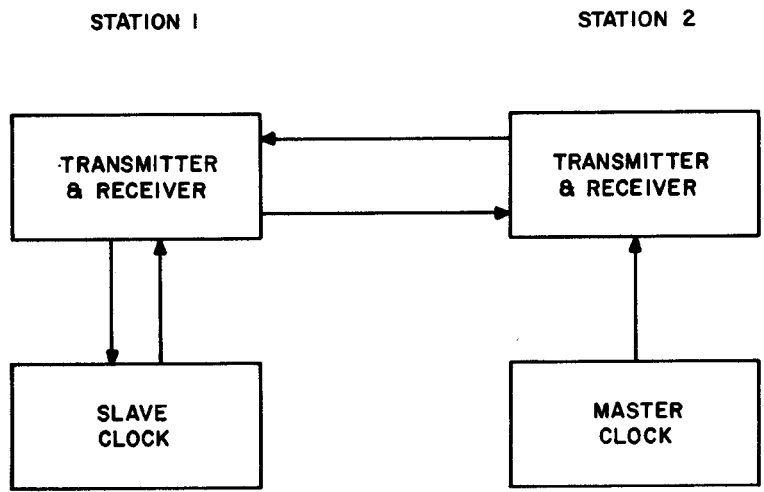 STATION 1
STATION 2
TRANSMITTER
& RECEIVER
TRANSMITTER
& RECEIVER
SLAVE
CLOCK
MASTER
CLOCK